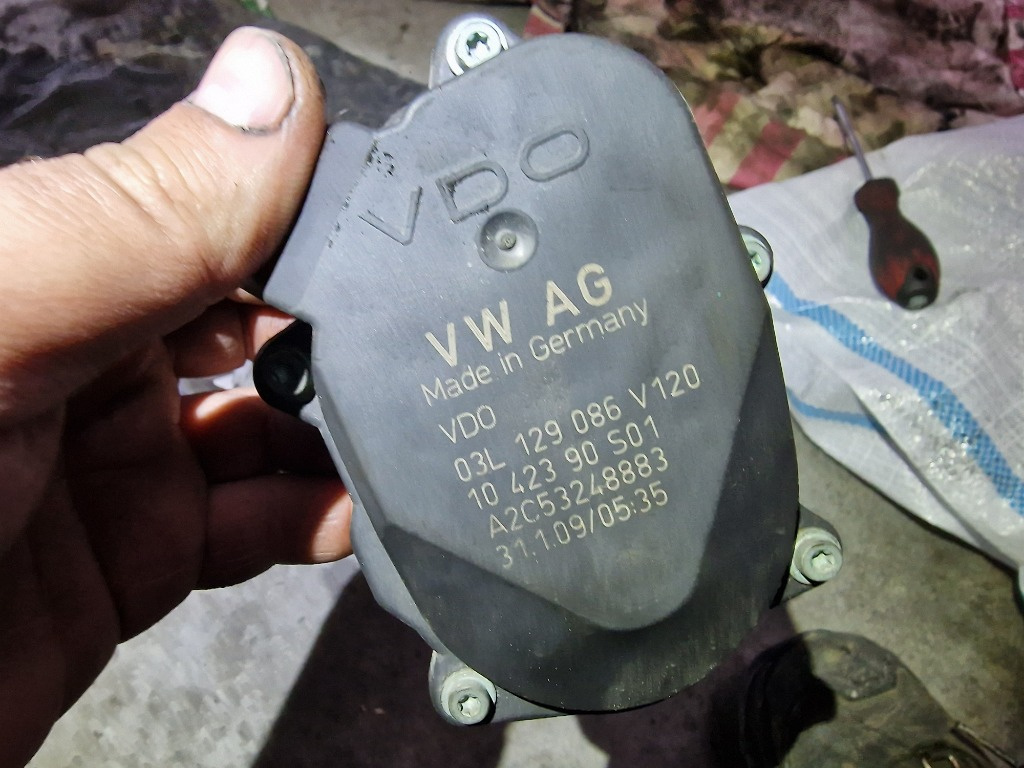 VDO
VW AG
Made in Germany
VDO
03L 129 086 V120
10 423 90 S01
A2C53248883
31.1.09/05:35